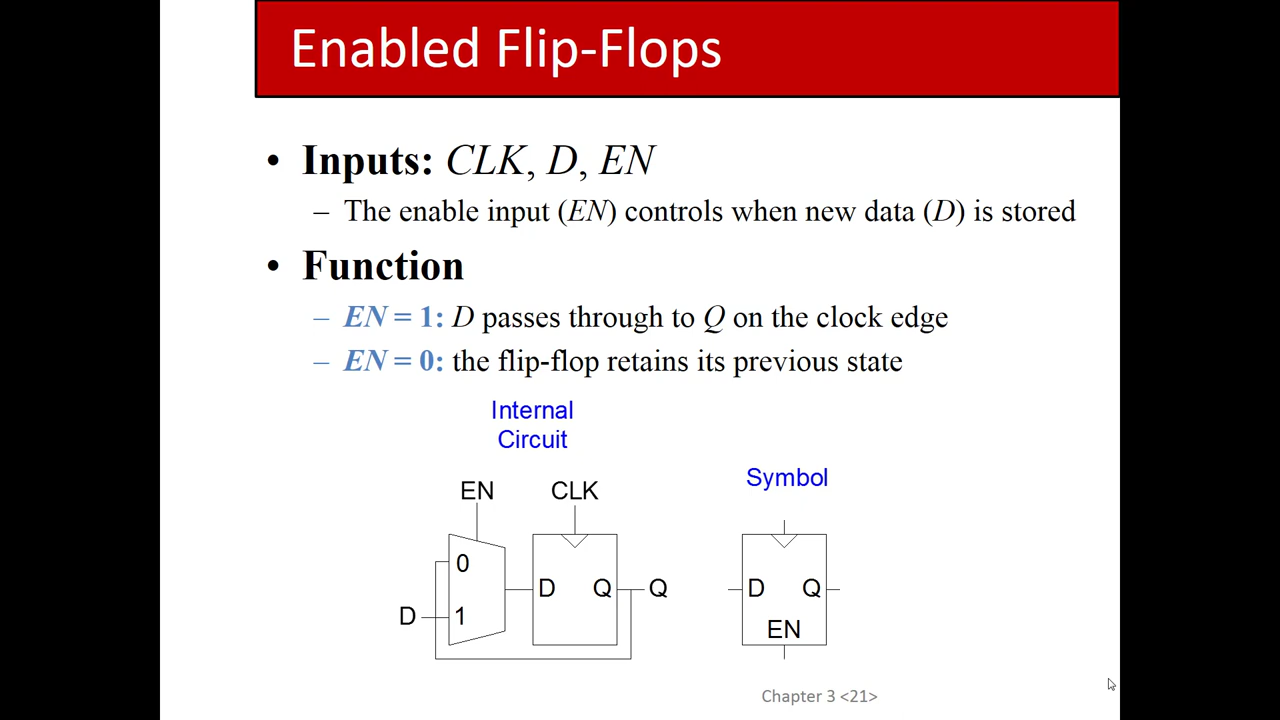 Enabled Flip-Flops
• Inputs: CLK, D, EN
– The enable input (EN) controls when new data (D) is stored
• Function
– EN = 1: D passes through to Q on the clock edge
– EN = 0: the flip-flop retains its previous state
Internal
Circuit
Symbol
EN CLK
0
D Q Q
D 1
D Q
EN
Chapter 3 <21>